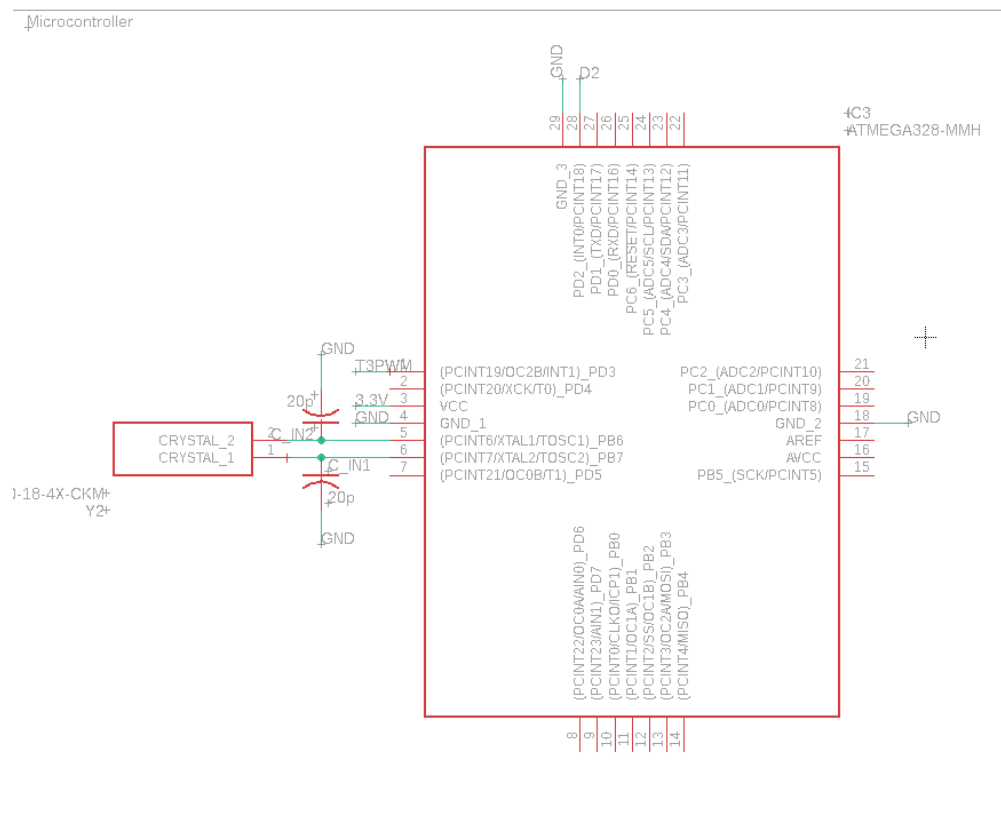 Microcontroller
GND
D2
29
28
27
26
25
24
23
22
IC3
ATMEGA328-MMH
GND_3
PD2_(INT0/PCINT18)
PD1_(TXD/PCINT17)
PD0_(RXD/PCINT16)
PC6_(RESET/PCINT14)
PC5_(ADC5/SCL/PCINT13)
PC4_(ADC4/SDA/PCINT12)
PC3_(ADC3/PCINT11)
GND
T3PWM
1
(PCINT19/OC2B/INT1)_PD3
2
(PCINT20/XCK/T0)_PD4
20p
3.3V
3
VCC
GND
4
GND_1
C_IN2
5
(PCINT6/XTAL1/TOSC1)_PB6
6
(PCINT7/XTAL2/TOSC2)_PB7
C_IN1
7
(PCINT21/OC0B/T1)_PD5
CRYSTAL_2
2
CRYSTAL_1
1
20p
GND
-18-4X-CKM
Y2
PC2_(ADC2/PCINT10)
21
PC1_(ADC1/PCINT9)
20
PC0_(ADC0/PCINT8)
19
GND_2
18
GND
AREF
17
AVCC
16
PB5_(SCK/PCINT5)
15
(PCINT22/OC0A/AIN0)_PD6
(PCINT23/AIN1)_PD7
(PCINT0/CLKO/ICP1)_PB0
(PCINT1/OC1A)_PB1
(PCINT2/SS/OC1B)_PB2
(PCINT3/OC2A/MOSI)_PB3
(PCINT4/MISO)_PB4
8
9
10
11
12
13
14